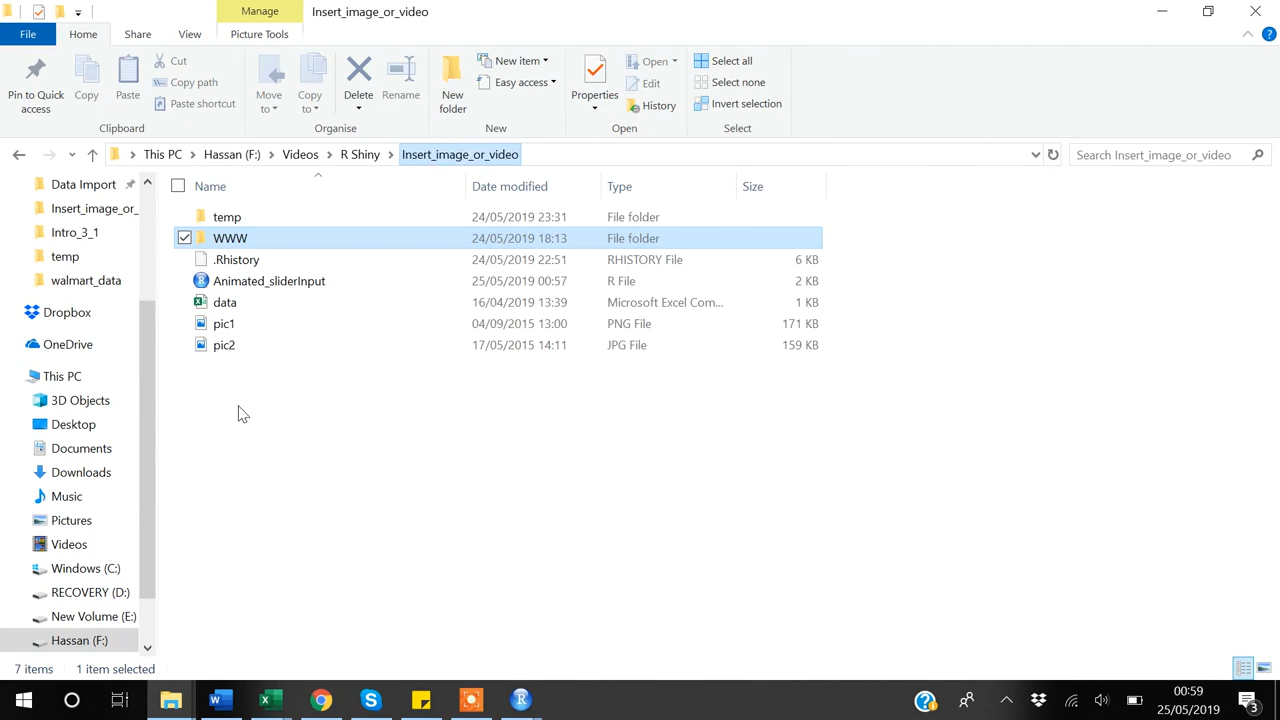 Manage
Insert_image_or_video
File
Home
Share
View
Picture Tools
Pin to Quick access
Copy
Paste
Cut
Copy path
Paste shortcut
Clipboard
Move to
Copy to
Delete
Rename
Organise
New folder
New item
Easy access
New
Properties
Open
Edit
History
Open
Select all
Select none
Invert selection
Select
This PC
Hassan (F:)
Videos
R Shiny
Insert_image_or_video
Search Insert_image_or_video
Data Import
Insert_image_or_
Intro_3_1
temp
walmart_data
Dropbox
OneDrive
This PC
3D Objects
Desktop
Documents
Downloads
Music
Pictures
Videos
Windows (C:)
RECOVERY (D:)
New Volume (E:)
Hassan (F:)
Name Date modified Type Size
temp 24/05/2019 23:31 File folder
WWW 24/05/2019 18:13 File folder
.Rhistory 24/05/2019 22:51 RHISTORY File 6 KB
Animated_sliderInput 25/05/2019 00:57 R File 2 KB
data 16/04/2019 13:39 Microsoft Excel Com... 1 KB
pic1 04/09/2015 13:00 PNG File 171 KB
pic2 17/05/2015 14:11 JPG File 159 KB
7 items 1 item selected
00:59
25/05/2019
3